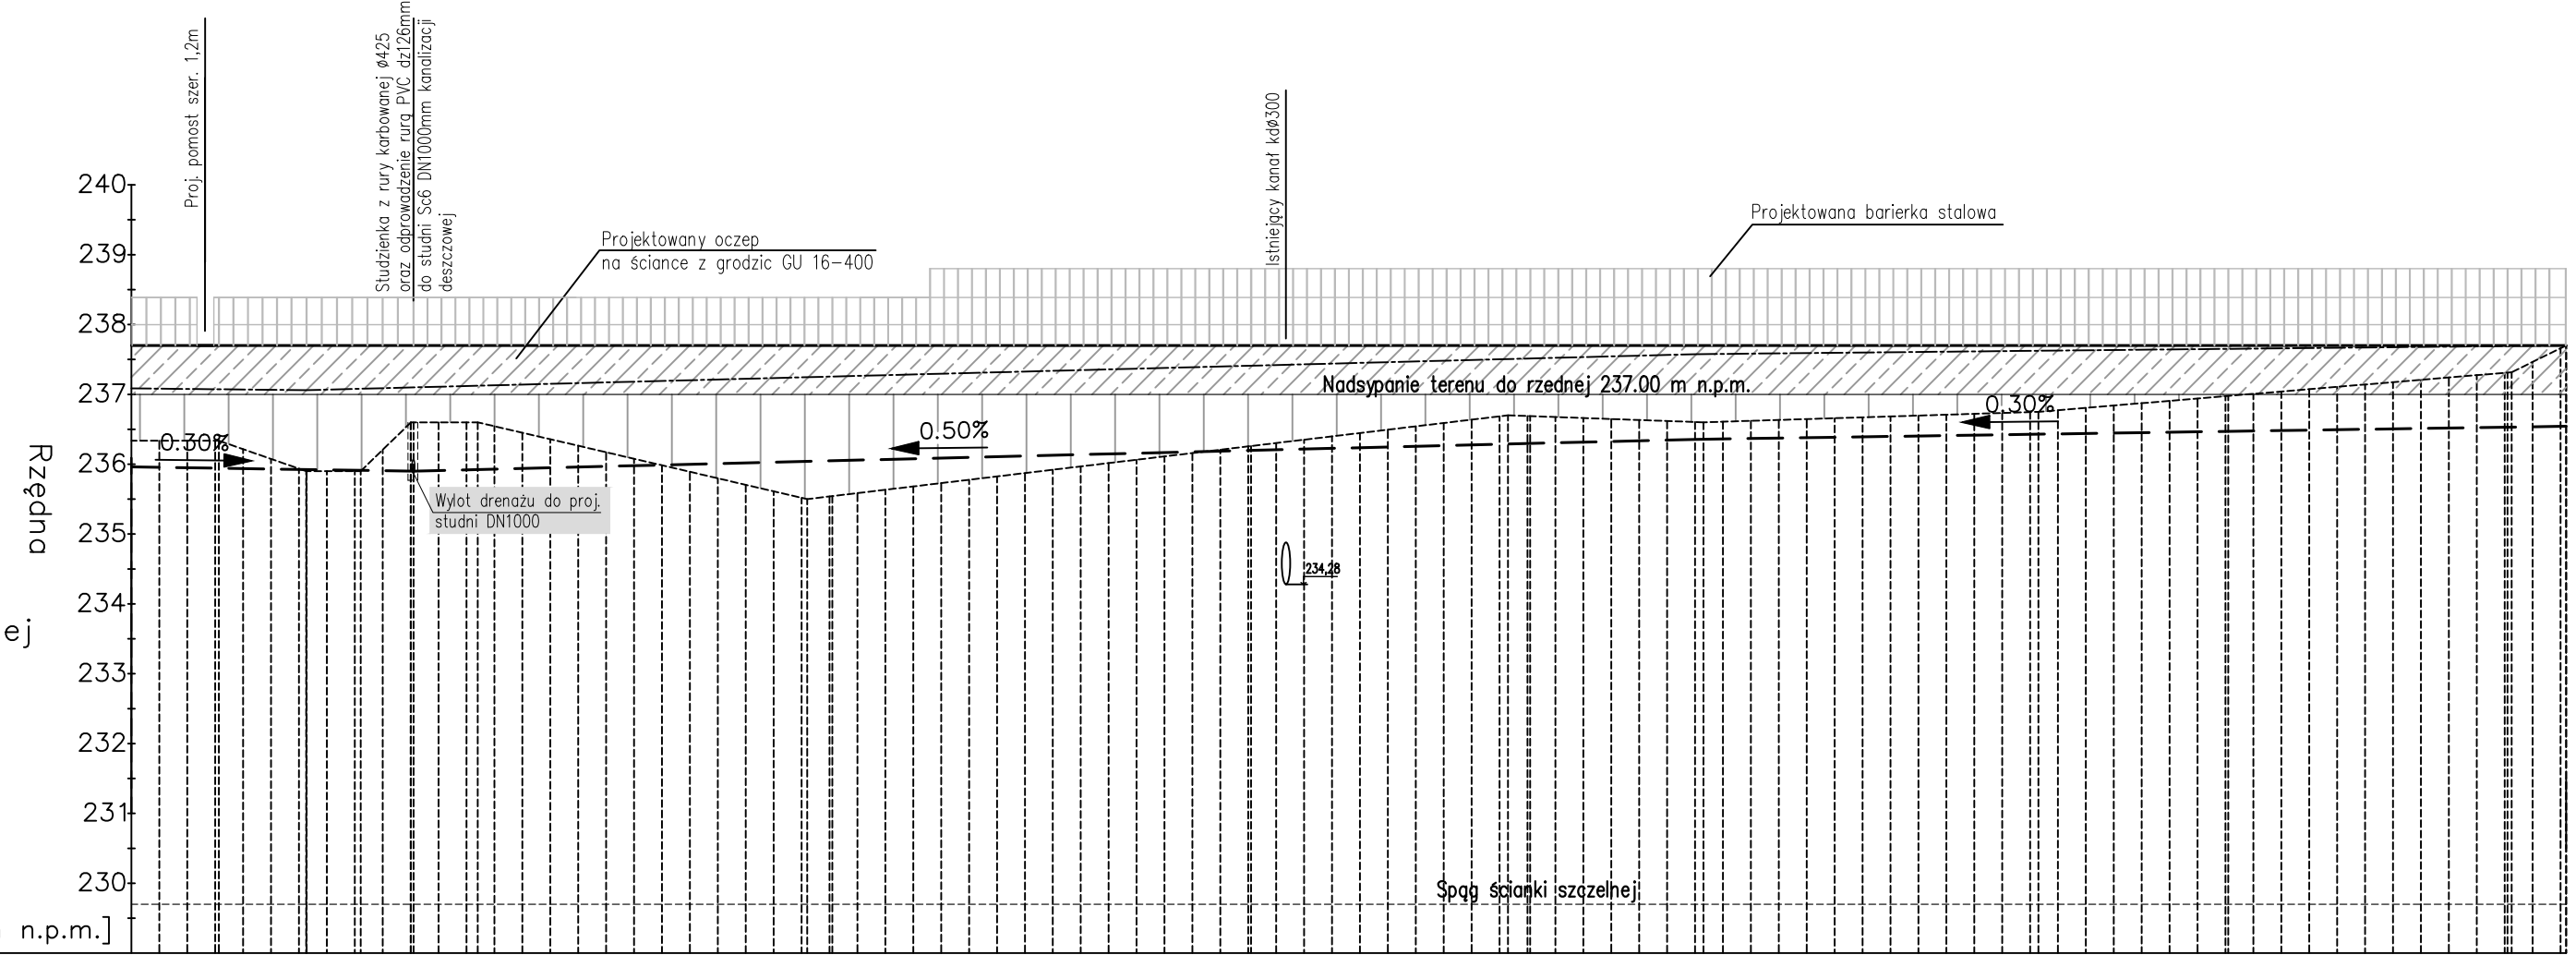 Proj. pomost szer. 1,2m
Studzienka z rury karbowanej ø425
oraz odprowadzenie rurą PVC dz126mm
do studni Sc6 DN1000mm kanalizacji
deszczowej
Istniejący kanał kdø300
Projektowany oczep
na ściance z grodzic GU 16-400
Projektowana barierka stalowa
240
239
238
237
236
235
234
233
232
231
230
Rzędna
ej
n.p.m.]
Nadsypanie terenu do rzednej 237.00 m n.p.m.
0.30%
0.50%
0.30%
Wylot drenażu do proj.
studni DN1000
234,28
Spąg ścianki szczelnej